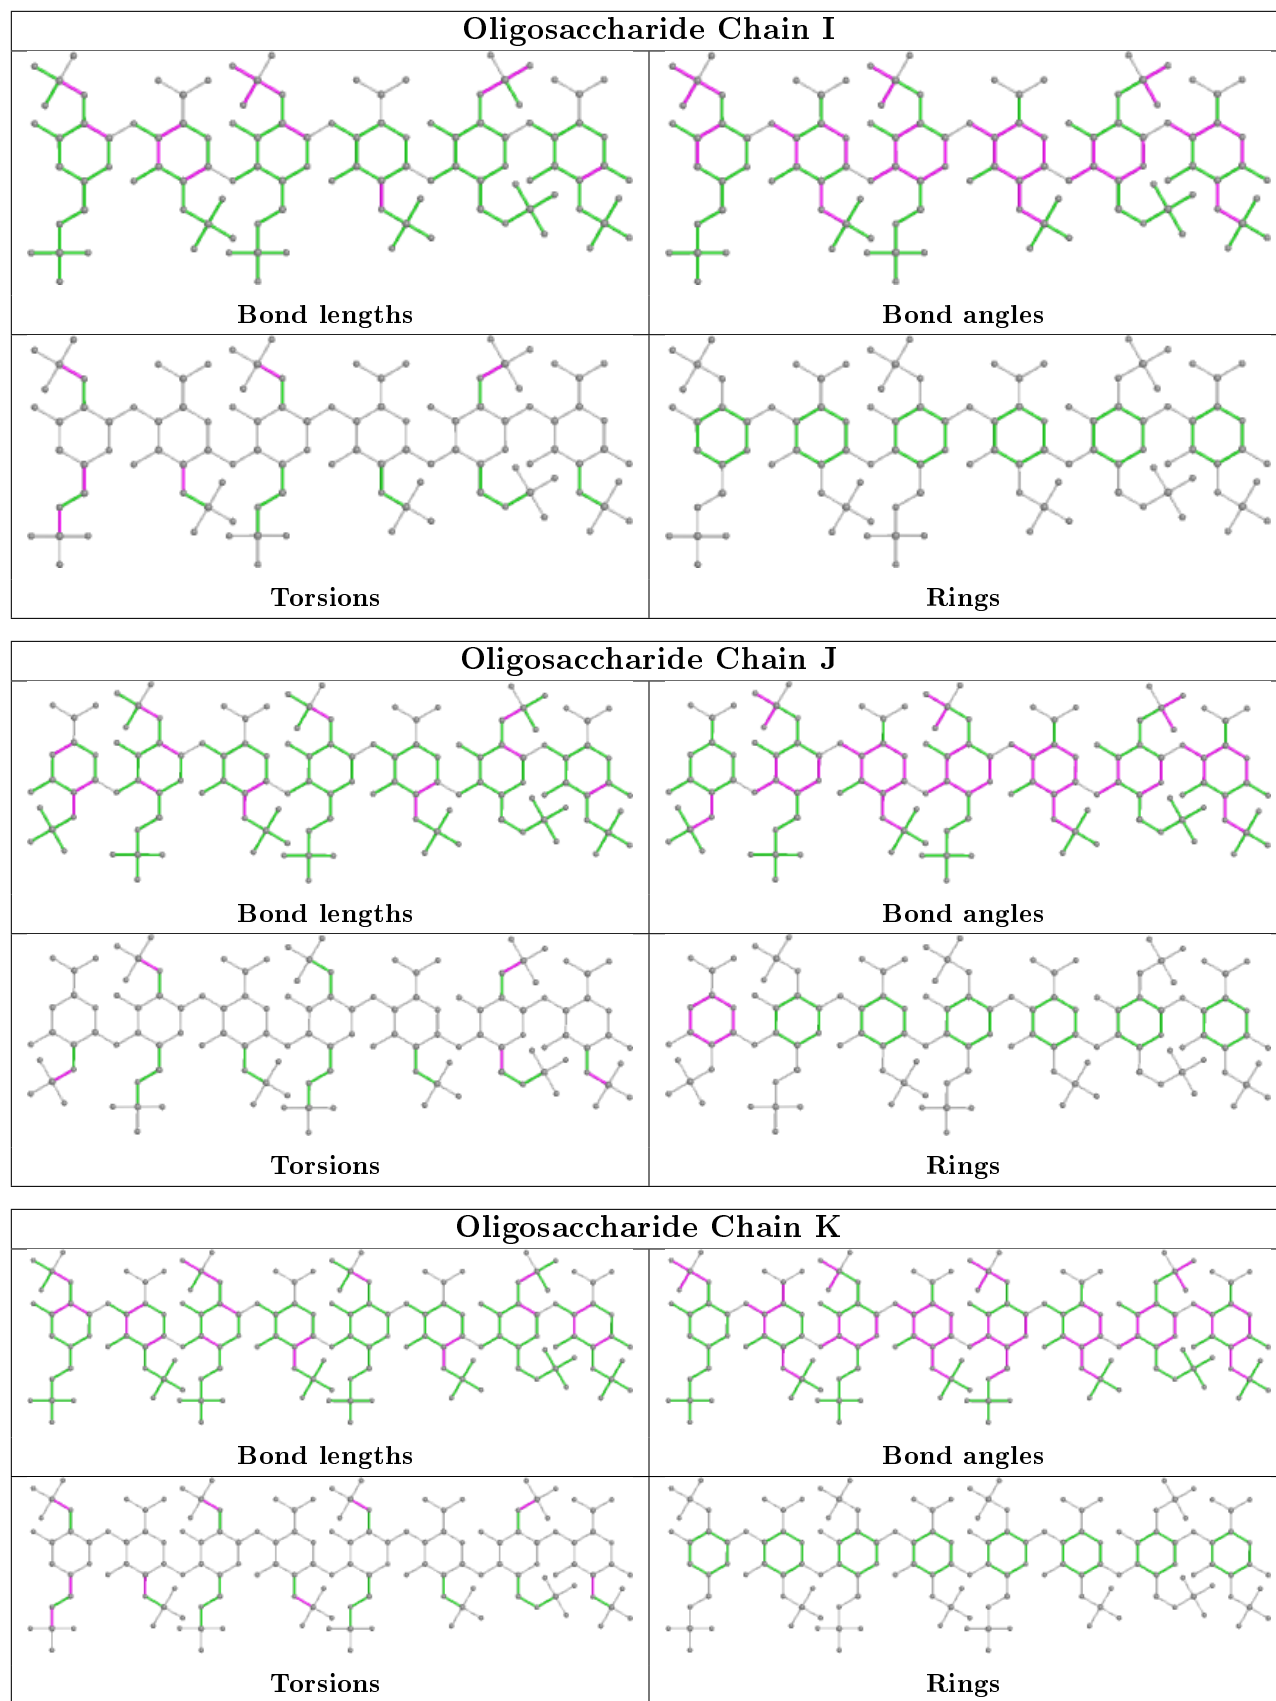 Oligosaccharide Chain I
Bond lengths
Bond angles
Torsions
Rings
Oligosaccharide Chain J
Bond lengths
Bond angles
Torsions
Rings
Oligosaccharide Chain K
Bond lengths
Bond angles
Torsions
Rings